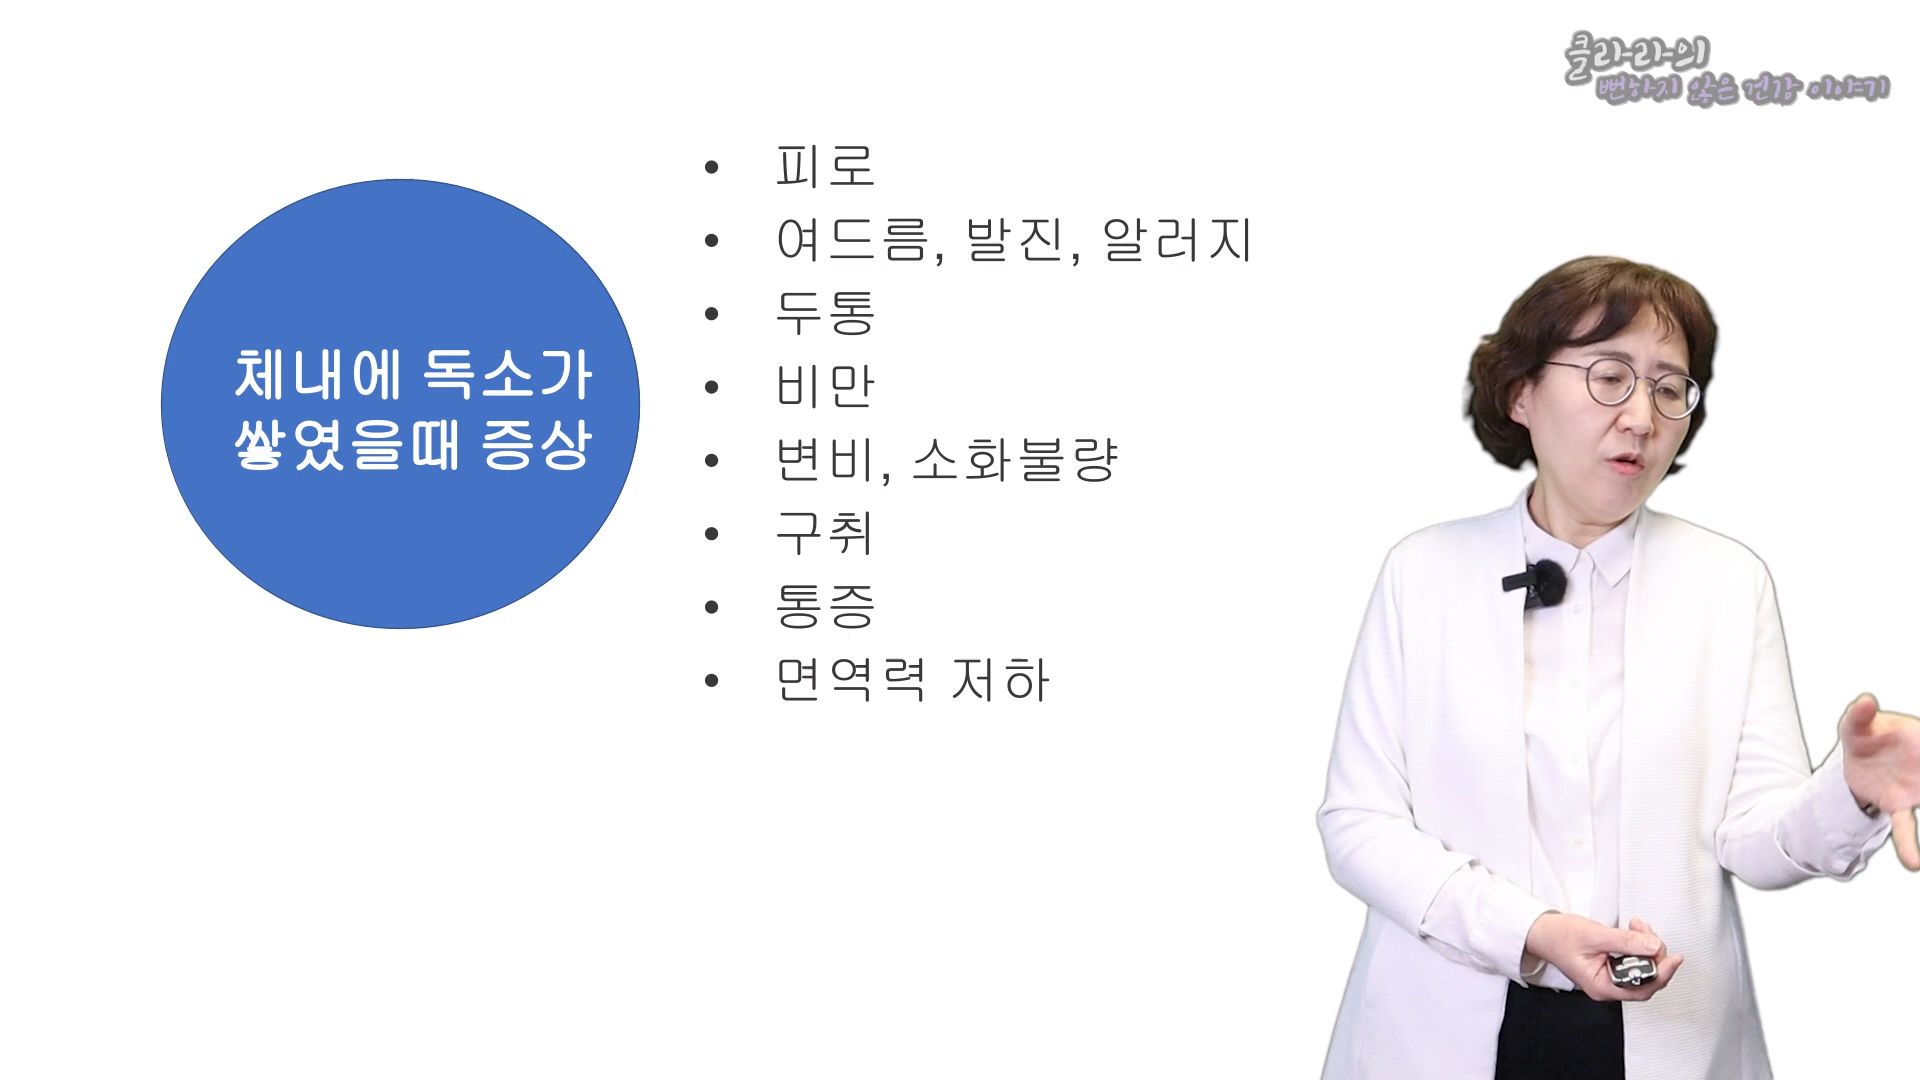 클라라의
뻔하지 않은 건강 이야기
체내에 독소가
쌓였을때 증상
• 피로
• 여드름, 발진, 알러지
• 두통
• 비만
• 변비, 소화불량
• 구취
• 통증
• 면역력 저하